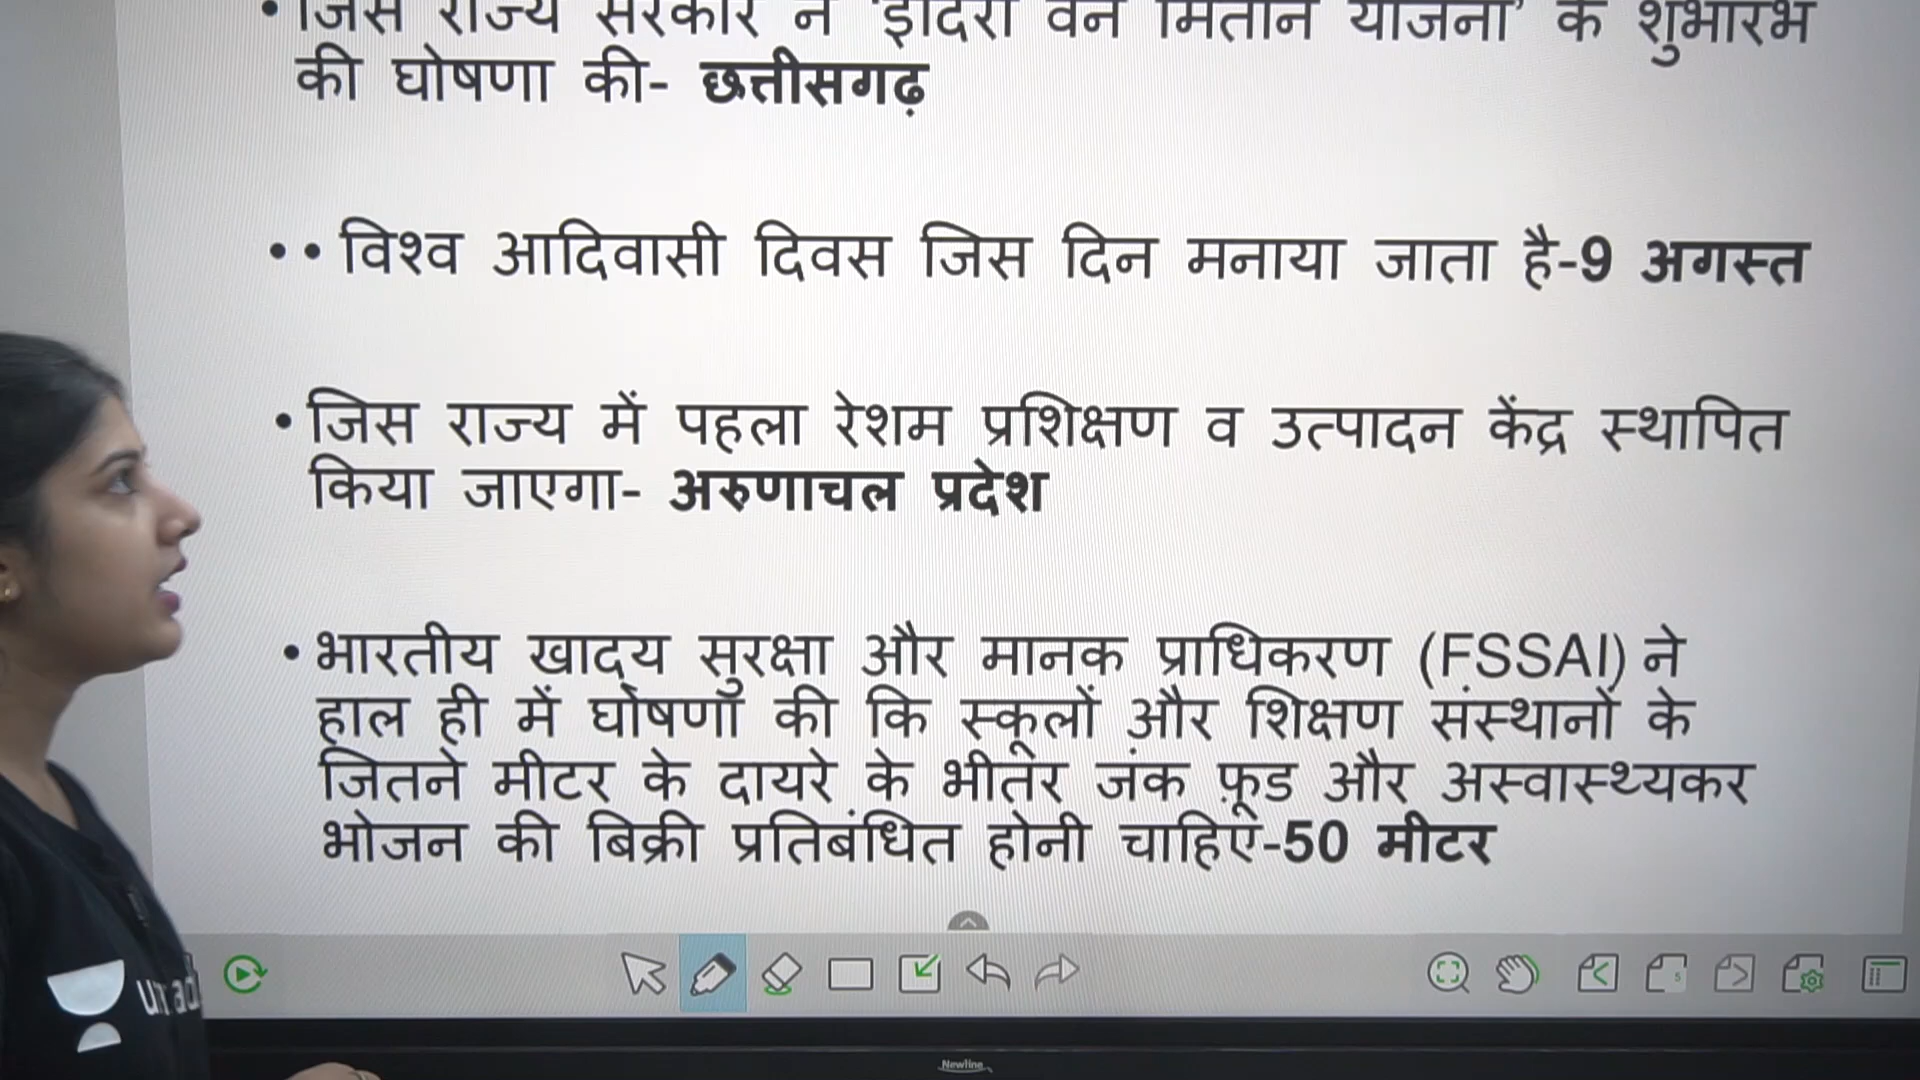 • जिस राज्य सरकार ने 'इंदिरा वन मितान योजना' के शुभारंभ
की घोषणा की- छत्तीसगढ़
• • विश्व आदिवासी दिवस जिस दिन मनाया जाता है-9 अगस्त
• जिस राज्य में पहला रेशम प्रशिक्षण व उत्पादन केंद्र स्थापित
किया जाएगा- अरुणाचल प्रदेश
• भारतीय खाद्य सुरक्षा और मानक प्राधिकरण (FSSAI) ने
हाल ही में घोषणा की कि स्कूलों और शिक्षण संस्थानों के
जितने मीटर के दायरे के भीतर जंक फ़ूड और अस्वास्थ्यकर
भोजन की बिक्री प्रतिबंधित होनी चाहिए-50 मीटर
5
Newline